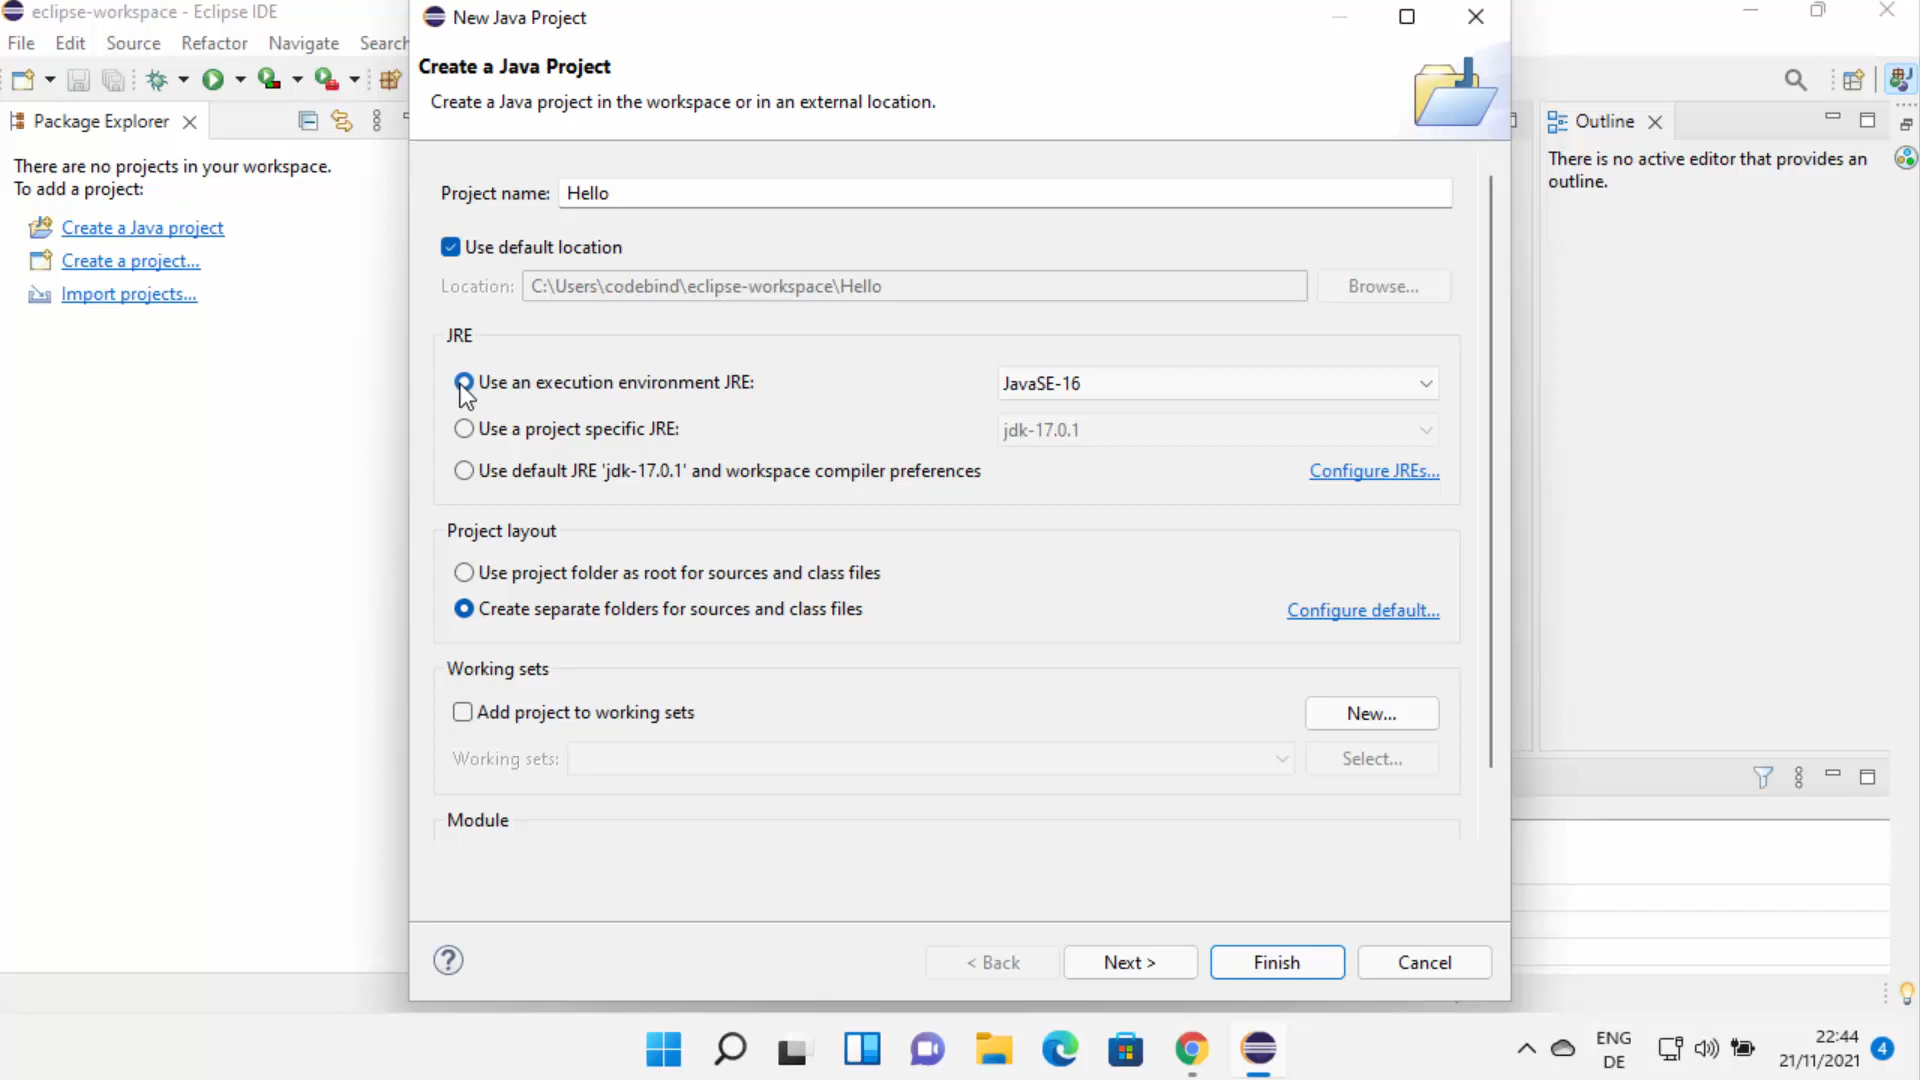 eclipse-workspace - Eclipse IDE
File Edit Source Refactor Navigate Search
Package Explorer
There are no projects in your workspace.
To add a project:
Create a Java project
Create a project...
Import projects...
New Java Project
Create a Java Project
Create a Java project in the workspace or in an external location.
Project name: Hello
Use default location
Location: C:\Users\codebind\eclipse-workspace\Hello Browse...
JRE
Use an execution environment JRE: JavaSE-16
Use a project specific JRE: jdk-17.0.1
Use default JRE 'jdk-17.0.1' and workspace compiler preferences Configure JREs...
Project layout
Use project folder as root for sources and class files
Create separate folders for sources and class files Configure default...
Working sets
Add project to working sets New...
Working sets: Select...
Module
? < Back Next > Finish Cancel
Outline
There is no active editor that provides an
outline.
ENG
DE
22:44
21/11/2021
4